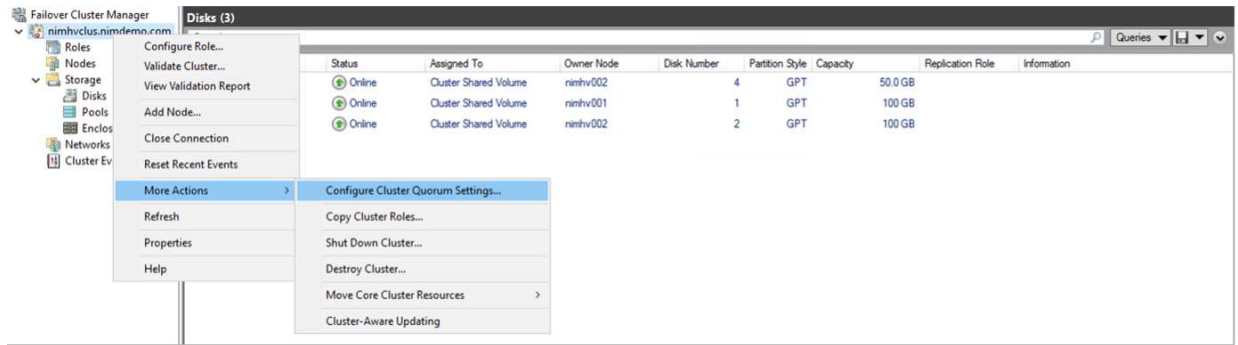 Failover Cluster Manager
nimhvclus.nimdemo.com
Roles
Nodes
Storage
Disks
Pools
Enclos
Networks
Cluster Ev
Configure Role...
Validate Cluster...
View Validation Report
Add Node...
Close Connection
Reset Recent Events
More Actions >
Refresh
Properties
Help
Configure Cluster Quorum Settings...
Copy Cluster Roles...
Shut Down Cluster...
Destroy Cluster...
Move Core Cluster Resources >
Cluster-Aware Updating
Disks (3)
Queries
Status Assigned To Owner Node Disk Number Partition Style Capacity Replication Role Information
Online Cluster Shared Volume nimhv002 4 GPT 50.0 GB
Online Cluster Shared Volume nimhv001 1 GPT 100 GB
Online Cluster Shared Volume nimhv002 2 GPT 100 GB